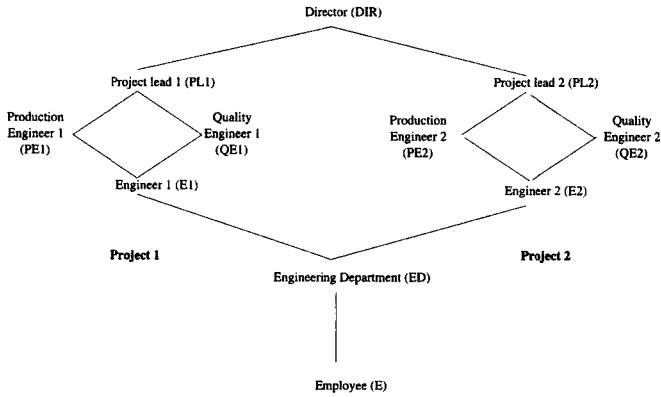 Director (DIR)
Project lead 1 (PL1)
Project lead 2 (PL2)
Production
Engineer 1
(PE1)
Quality
Engineer 1
(QE1)
Production
Engineer 2
(PE2)
Quality
Engineer 2
(QE2)
Engineer 1 (E1)
Engineer 2 (E2)
Project 1
Project 2
Engineering Department (ED)
Employee (E)